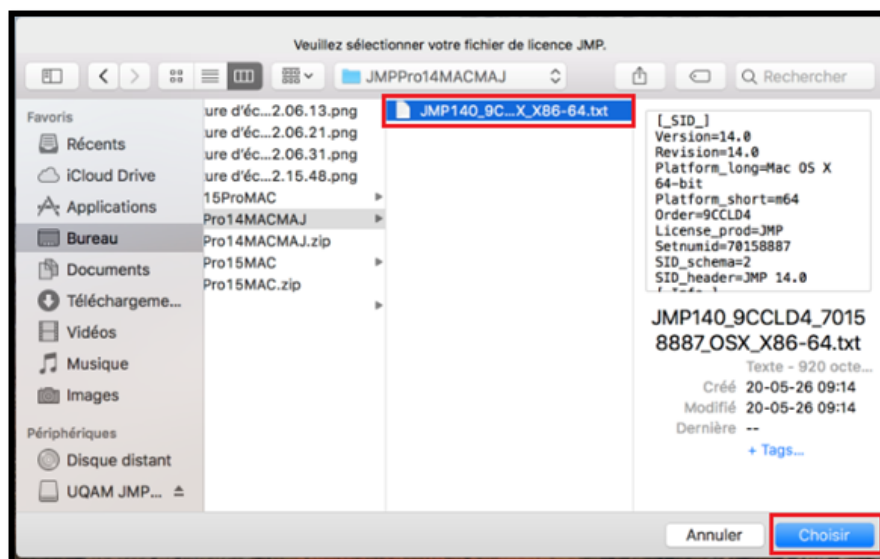 Veuillez sélectionner votre fichier de licence JMP.
JMPPro14MACMAJ
Rechercher
Favoris
Récents
iCloud Drive
Applications
Bureau
Documents
Téléchargeme...
Vidéos
Musique
Images
Périphériques
Disque distant
UQAM JMP...
ure d'éc...2.06.13.png
ure d'éc...2.06.21.png
ure d'éc...2.06.31.png
ure d'éc...2.15.48.png
15ProMAC
Pro14MACMAJ
Pro14MACMAJ.zip
Pro15MAC
Pro15MAC.zip
JMP140_9C...X_X86-64.txt
[_SID_]
Version=14.0
Revision=14.0
Platform_long=Mac OS X
64-bit
Platform_short=m64
Order=9CCLD4
License_prod=JMP
Setnumid=70158887
SID_schema=2
SID_header=JMP 14.0
JMP140_9CCLD4_7015
8887_OSX_X86-64.txt
Texte - 920 octe...
Créé 20-05-26 09:14
Modifié 20-05-26 09:14
Dernière --
+ Tags...
Annuler
Choisir